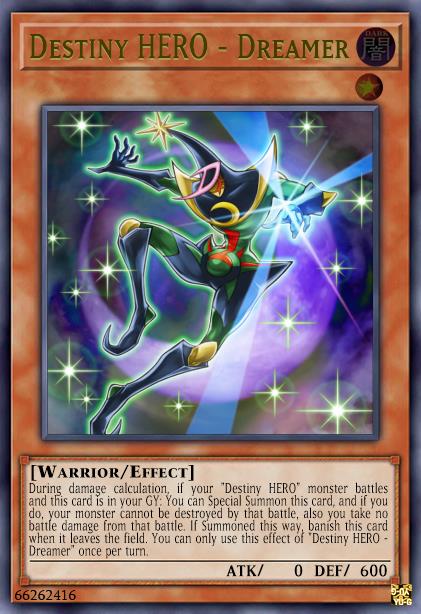 DESTINY HERO - DREAMER
DARK
闇
D
[WARRIOR/EFFECT]
During damage calculation, if your "Destiny HERO" monster battles
and this card is in your GY: You can Special Summon this card, and if you
do, your monster cannot be destroyed by that battle, also you take no
battle damage from that battle. If Summoned this way, banish this card
when it leaves the field. You can only use this effect of "Destiny HERO -
Dreamer" once per turn.
ATK/ 0 DEF/ 600
66262416